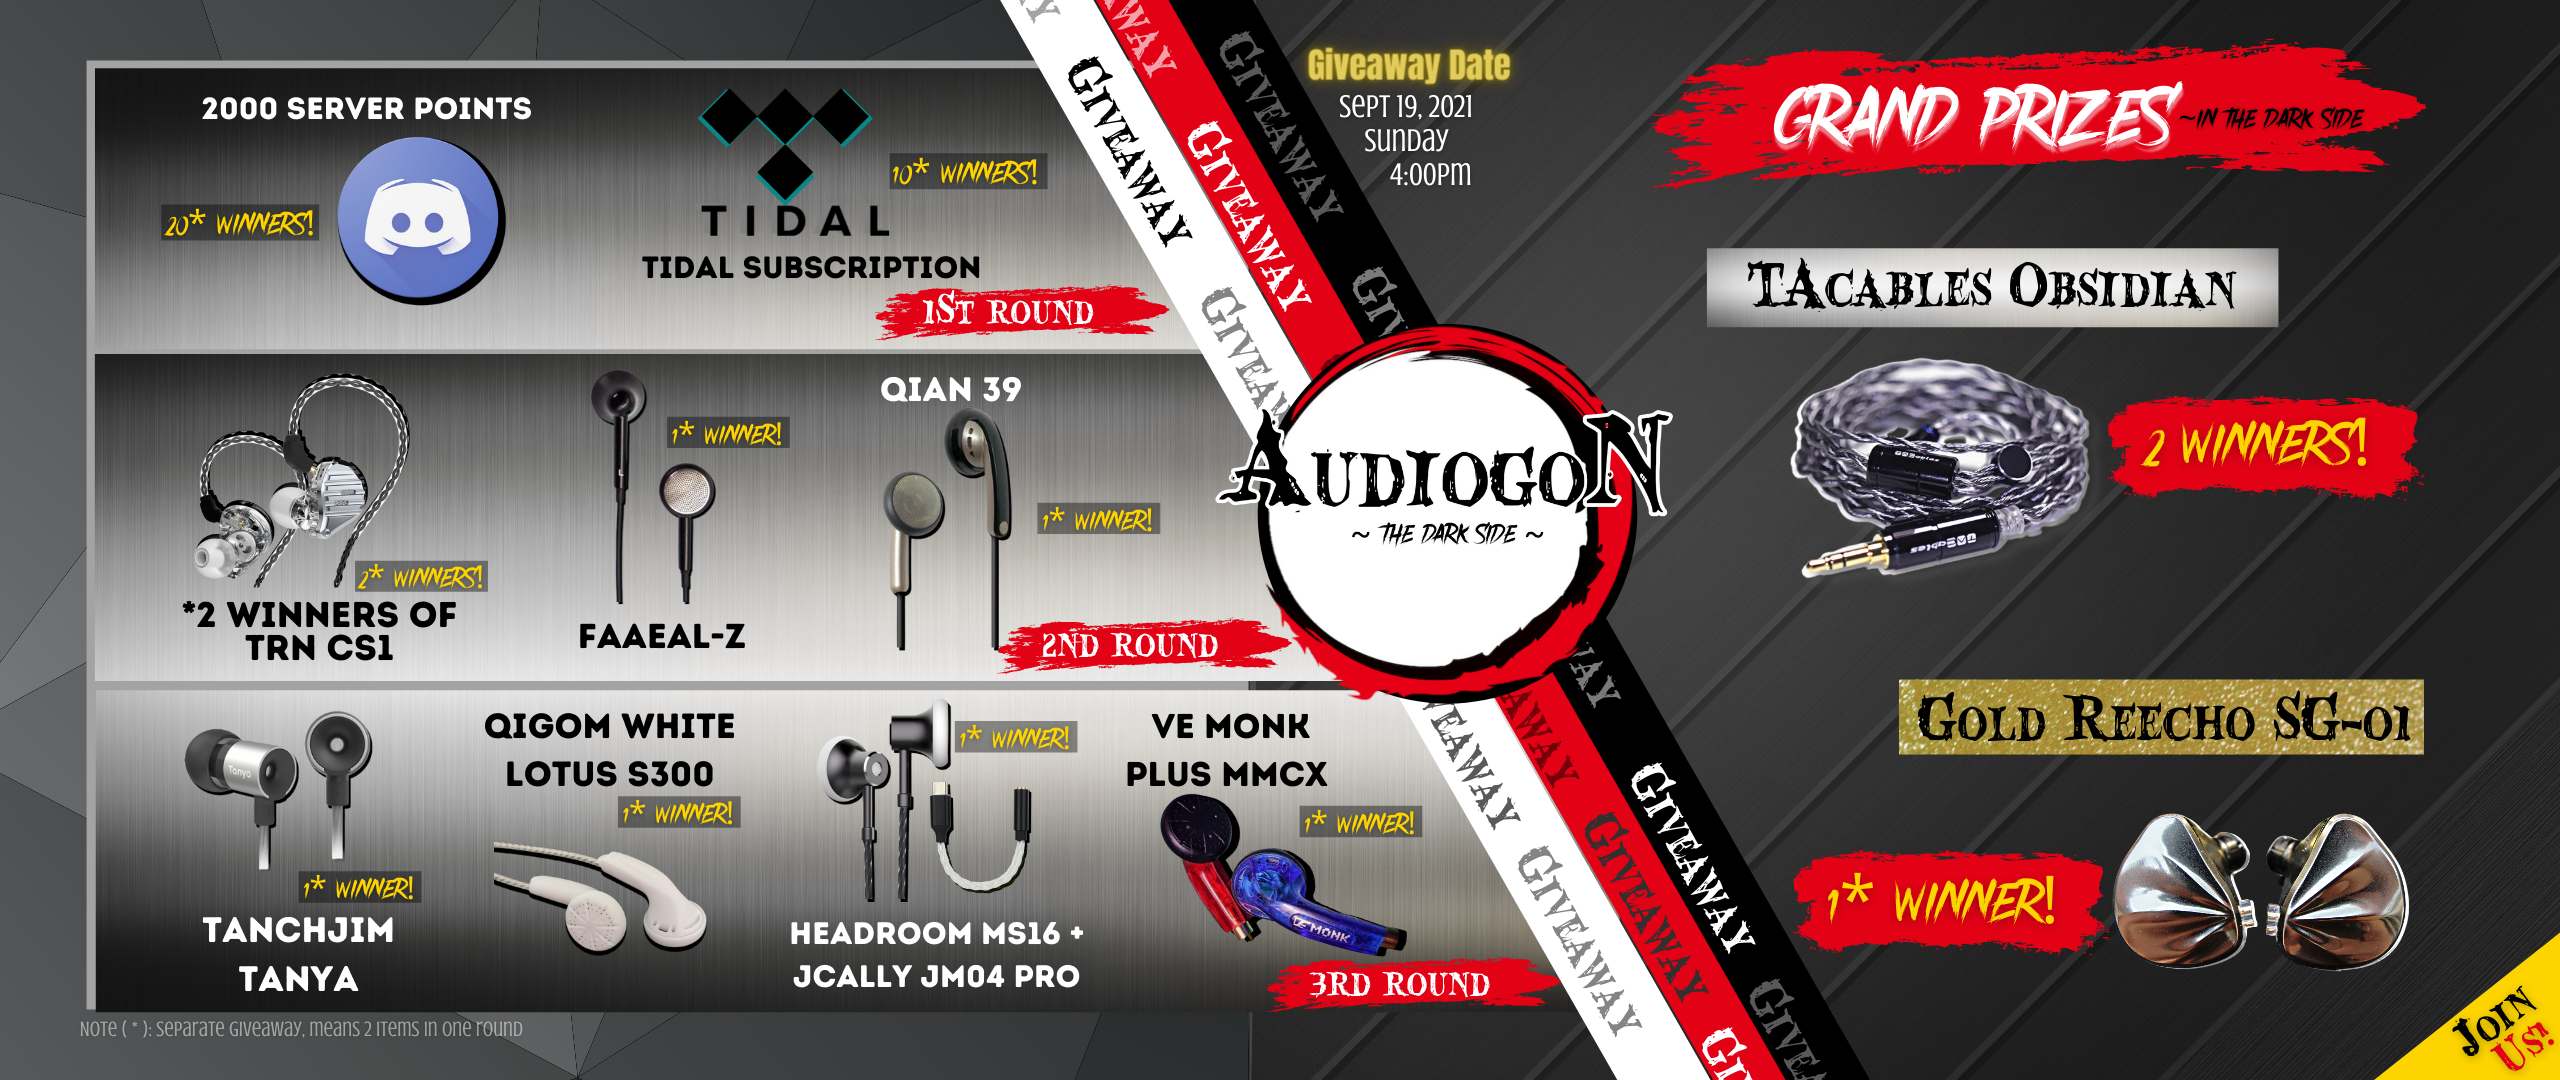 2000 SERVER POINTS
20* WINNERS!
TIDAL
10* WINNERS!
TIDAL SUBSCRIPTION
1ST ROUND
2* WINNERS!
*2 WINNERS OF
TRN CS1
1* WINNER!
FAAEAL-Z
QIAN 39
1* WINNER!
2ND ROUND
Tanya
1* WINNER!
TANCHJIM
TANYA
QIGOM WHITE
LOTUS S300
1* WINNER!
1* WINNER!
HEADROOM MS16 +
JCALLY JM04 PRO
VE MONK
PLUS MMCX
1* WINNER!
VE MONK
3RD ROUND
NOTE ( * ): SEPARATE GIVEAWAY, MEANS 2 ITEMS IN ONE ROUND
GIVEAWAY
GIVEAWAY
GIVEAWAY
AUDIOGON
~ THE DARK SIDE ~
GIVEAWAY
GIVEAWAY
GIVEAWAY
GIVEAWAY
Giveaway Date
Sept 19, 2021
Sunday
4:00PM
GRAND PRIZES ~IN THE DARK SIDE
TACABLES OBSIDIAN
2 WINNERS!
GOLD REECHO SG-01
1* WINNER!
JOIN
US!